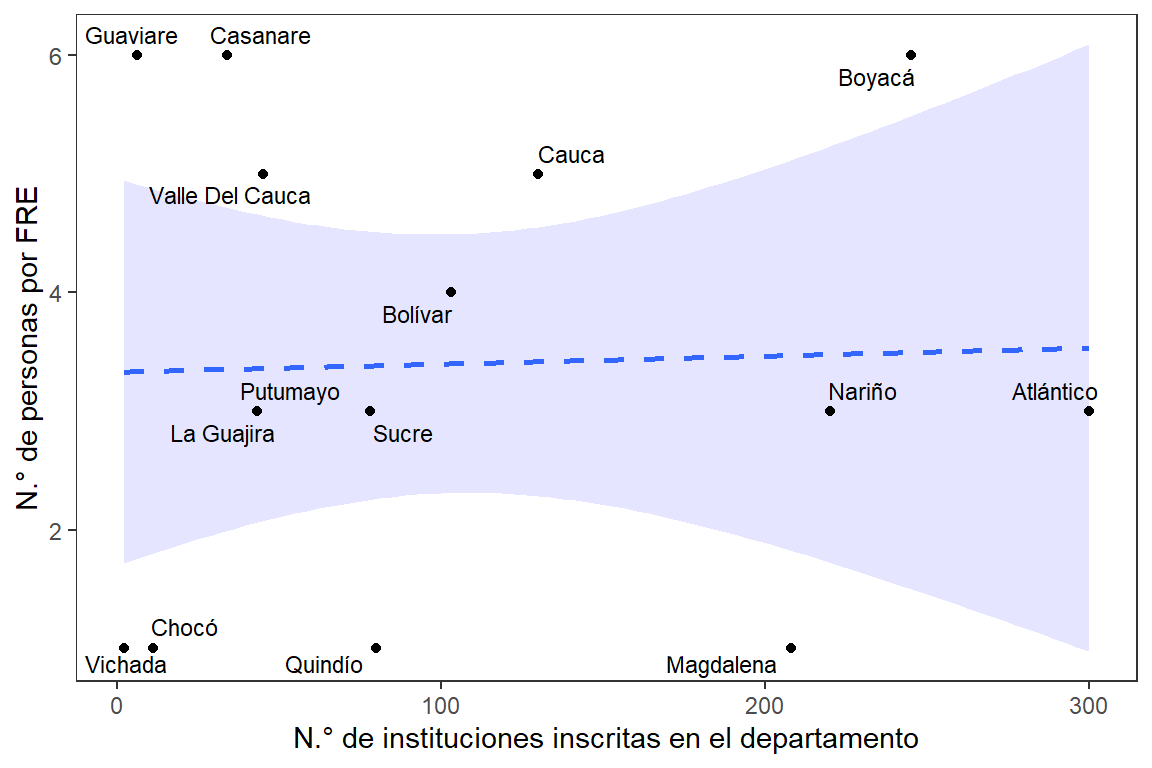 Guaviare
Casanare
6
Boyacá
Cauca
Valle Del Cauca
4
Bolívar
Putumayo
Nariño
Atlántico
La Guajira
Sucre
2
Chocó
Vichada
Quindío
Magdalena
0
100
200
300
N.° de instituciones inscritas en el departamento
N.° de personas por FRE